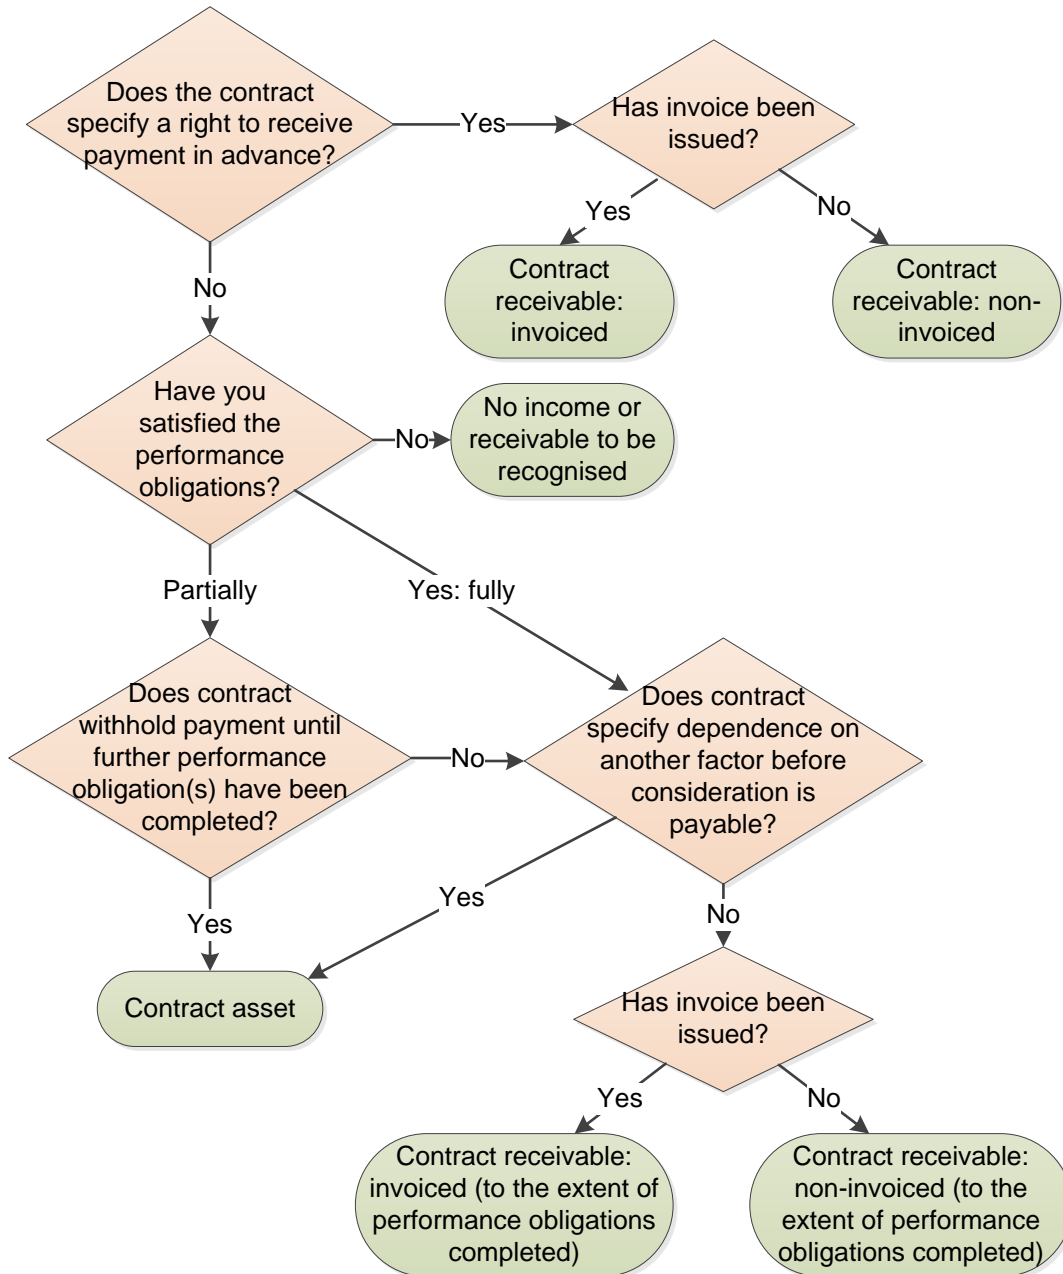 Does the contract
specify a right to receive
payment in advance?
Yes
Has invoice been
issued?
Yes
No
Contract
receivable:
invoiced
Contract
receivable: non-
invoiced
No
Have you
satisfied the
performance
obligations?
No
No income or
receivable to be
recognised
Partially
Yes: fully
Does contract
withhold payment until
further performance
obligation(s) have been
completed?
No
Does contract
specify dependence on
another factor before
consideration is
payable?
Yes
Yes
No
Contract asset
Has invoice been
issued?
Yes
No
Contract receivable:
invoiced (to the extent of
performance obligations
completed)
Contract receivable:
non-invoiced (to the
extent of performance
obligations completed)